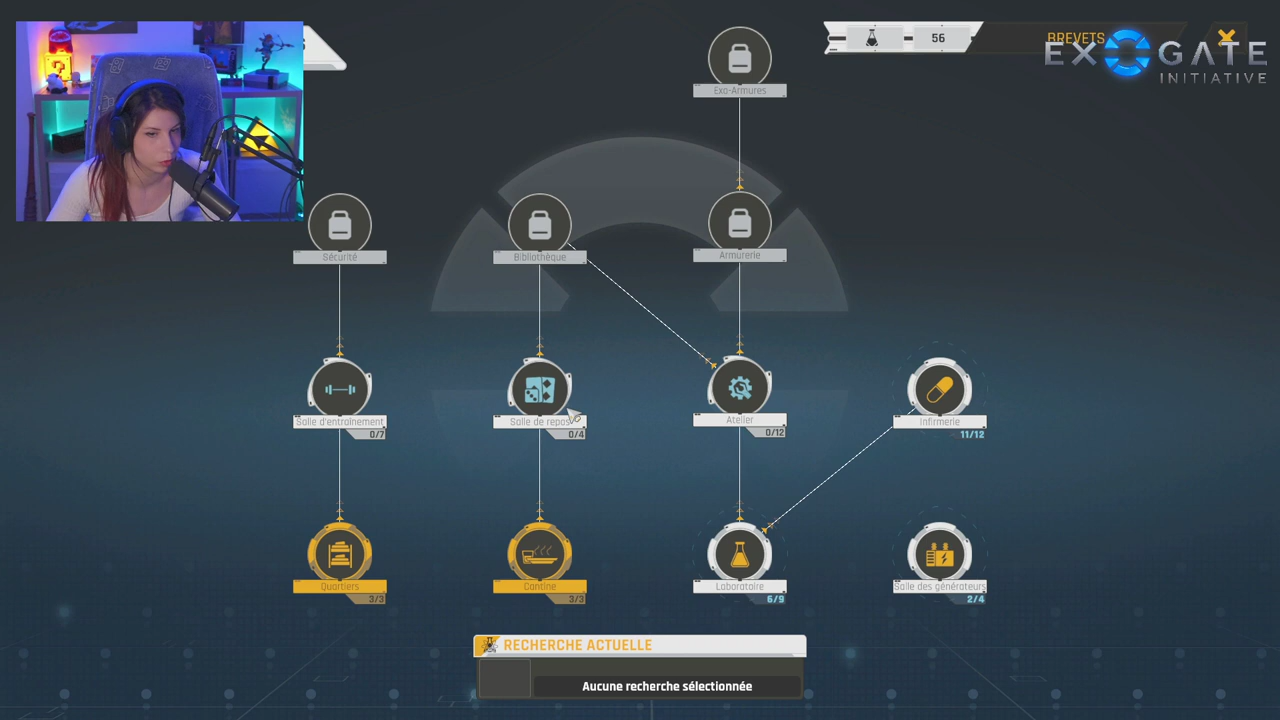 56
BREVETS
EXOGATE
INITIATIVE
Exo-Armures
Sécurité
Bibliothèque
Armurerie
Salle d'entraînement
0/7
Salle de repos
0/4
Atelier
0/12
Infirmerie
11/12
Quartiers
3/3
Cantine
3/3
Laboratoire
6/9
Salle des générateurs
2/4
RECHERCHE ACTUELLE
Aucune recherche sélectionnée